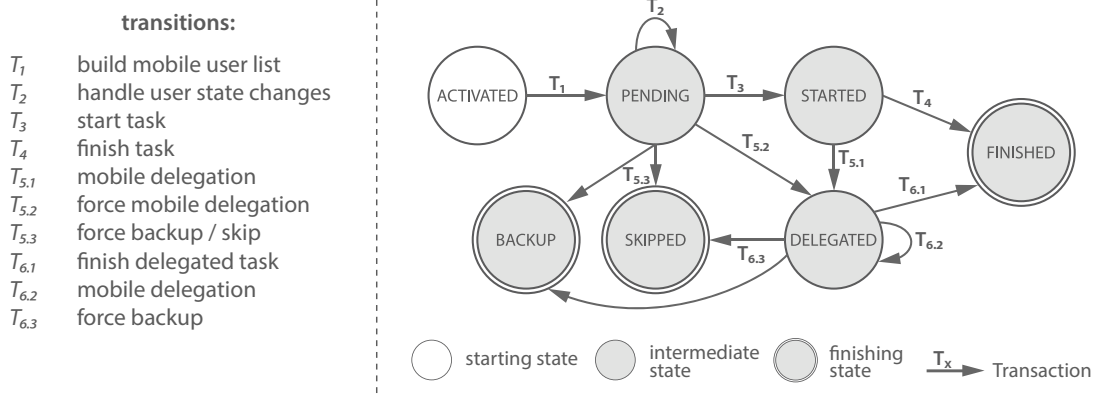 transitions:
T1 build mobile user list
T2 handle user state changes
T3 start task
T4 finish task
T5.1 mobile delegation
T5.2 force mobile delegation
T5.3 force backup / skip
T6.1 finish delegated task
T6.2 mobile delegation
T6.3 force backup
T2
ACTIVATED
T1
PENDING
T3
STARTED
T4
FINISHED
T5.2
T5.1
T5.3
T6.1
BACKUP
SKIPPED
DELEGATED
T6.2
T6.3
starting state
intermediate
state
finishing
state
Tx
Transaction